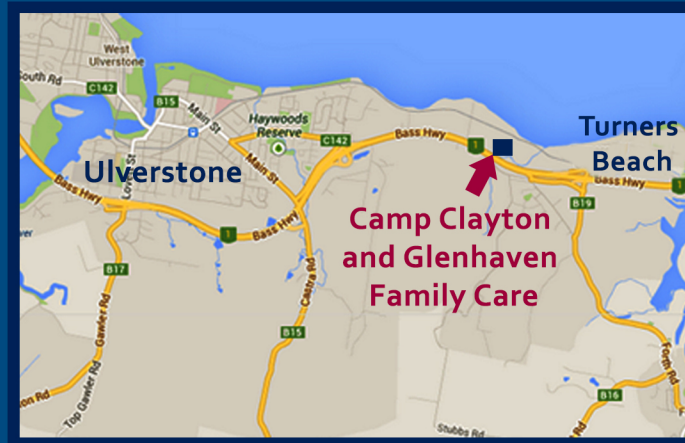 West
Ulverstone
South Rd
C142
B15
Main St
Haywoods
Reserve
C142
Bass Hwy
1
Turners
Beach
Ulverstone
Main St
Bass Hwy
Bass Hwy
1
Bass Hwy
1
B19
Camp Clayton
and Glenhaven
Family Care
B17
Gawler Rd
Castra Rd
B15
Forth Rd
Top Gawler Rd
B16
Stubbs Rd